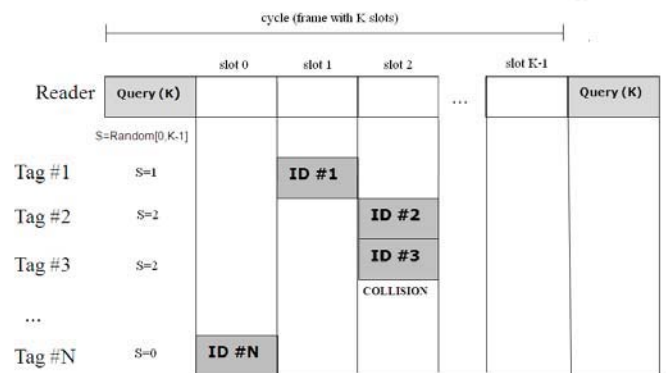 cycle (frame with K slots)
slot 0 slot 1 slot 2 slot K-1
Reader Query (K) ... Query (K)
S=Random[0,K-1]
Tag #1 S=1 ID #1
Tag #2 S=2 ID #2
Tag #3 S=2 ID #3
COLLISION
...
Tag #N S=0 ID #N